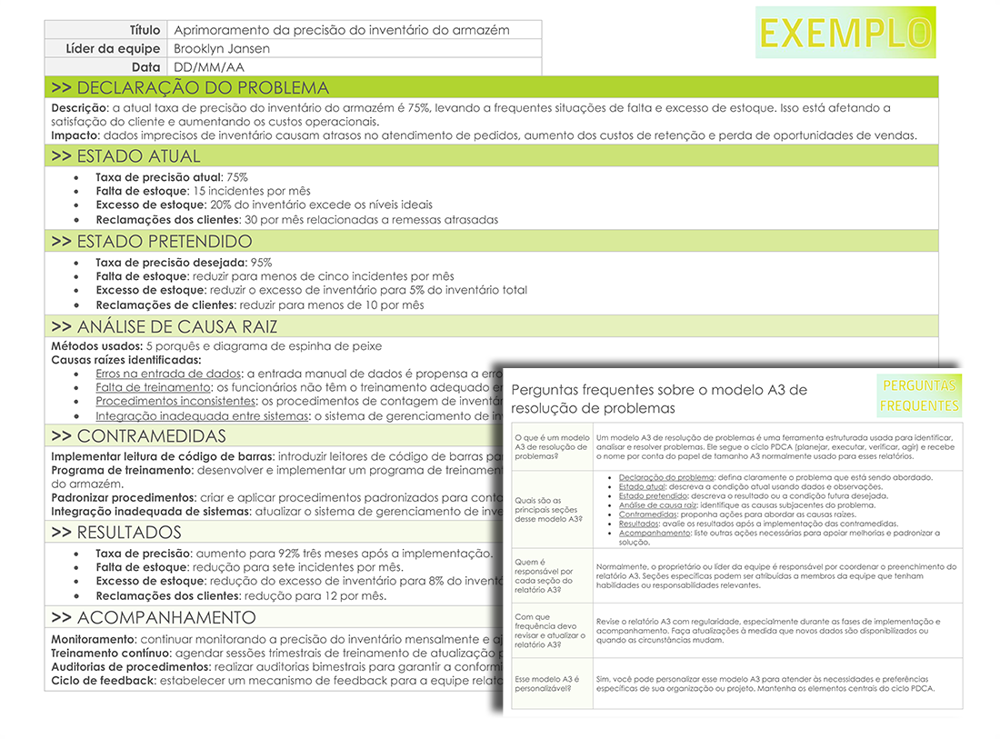 EXEMPLO
Título Aprimoramento da precisão do inventário do armazém
Líder da equipe Brooklyn Jansen
Data DD/MM/AA
>> DECLARAÇÃO DO PROBLEMA
Descrição: a atual taxa de precisão do inventário do armazém é 75%, levando a frequentes situações de falta e excesso de estoque. Isso está afetando a
satisfação do cliente e aumentando os custos operacionais.
Impacto: dados imprecisos de inventário causam atrasos no atendimento de pedidos, aumento dos custos de retenção e perda de oportunidades de vendas.
>> ESTADO ATUAL
• Taxa de precisão atual: 75%
• Falta de estoque: 15 incidentes por mês
• Excesso de estoque: 20% do inventário excede os níveis ideais
• Reclamações dos clientes: 30 por mês relacionadas a remessas atrasadas
>> ESTADO PRETENDIDO
• Taxa de precisão desejada: 95%
• Falta de estoque: reduzir para menos de cinco incidentes por mês
• Excesso de estoque: reduzir o excesso de inventário para 5% do inventário total
• Reclamações de clientes: reduzir para menos de 10 por mês
>> ANÁLISE DE CAUSA RAIZ
Métodos usados: 5 porquês e diagrama de espinha de peixe
Causas raízes identificadas:
• Erros na entrada de dados: a entrada manual de dados é propensa a
• Falta de treinamento: os funcionários não têm o treinamento adequado
• Procedimentos inconsistentes: os procedimentos de contagem de
• Integração inadequada entre sistemas: o sistema de gerenciamento de
>> CONTRAMEDIDAS
Implementar leitura de código de barras: introduzir leitores de código de barras
Programa de treinamento: desenvolver e implementar um programa de
do armazém.
Padronizar procedimentos: criar e aplicar procedimentos padronizados para
Integração inadequada de sistemas: atualizar o sistema de gerenciamento de
>> RESULTADOS
• Taxa de precisão: aumento para 92% três meses após a implementação.
• Falta de estoque: redução para sete incidentes por mês.
• Excesso de estoque: redução do excesso de inventário para 8% do
• Reclamações dos clientes: redução para 12 por mês.
>> ACOMPANHAMENTO
Monitoramento: continuar monitorando a precisão do inventário mensalmente e
Treinamento contínuo: agendar sessões trimestrais de treinamento de atualização
Auditorias de procedimentos: realizar auditorias bimestrais para garantir a
Ciclo de feedback: estabelecer um mecanismo de feedback para a equipe
Perguntas frequentes sobre o modelo A3 de
resolução de problemas
PERGUNTAS
FREQUENTES
O que é um modelo
A3 de resolução de
problemas?
Um modelo A3 de resolução de problemas é uma ferramenta estruturada usada para identificar,
analisar e resolver problemas. Ele segue o ciclo PDCA (planejar, executar, verificar, agir) e recebe
o nome por conta do papel de tamanho A3 normalmente usado para esses relatórios.
Quais são as
principais seções
desse modelo A3?
• Declaração do problema: defina claramente o problema que está sendo abordado.
• Estado atual: descreva a condição atual usando dados e observações.
• Estado pretendido: descreva o resultado ou a condição futura desejada.
• Análise de causa raiz: identifique as causas subjacentes do problema.
• Contramedidas: proponha ações para abordar as causas raízes.
• Resultados: avalie os resultados após a implementação das contramedidas.
• Acompanhamento: liste outras ações necessárias para apoiar melhorias e padronizar a
solução.
Quem é
responsável por
cada seção do
relatório A3?
Normalmente, o proprietário ou líder da equipe é responsável por coordenar o preenchimento do
relatório A3. Seções específicas podem ser atribuídas a membros da equipe que tenham
habilidades ou responsabilidades relevantes.
Com que
frequência devo
revisar e atualizar o
relatório A3?
Revise o relatório A3 com regularidade, especialmente durante as fases de implementação e
acompanhamento. Faça atualizações à medida que novos dados são disponibilizados ou
quando as circunstâncias mudam.
Esse modelo A3 é
personalizável?
Sim, você pode personalizar esse modelo A3 para atender às necessidades e preferências
específicas de sua organização ou projeto. Mantenha os elementos centrais do ciclo PDCA.